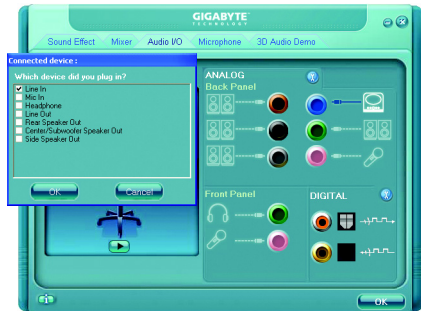 GIGABYTE
TECHNOLOGY
Sound Effect
Mixer
Audio I/O
Microphone
3D Audio Demo
Connected device :
Which device did you plug in?
Line In
Mic In
Headphone
Line Out
Rear Speaker Out
Center/Subwoofer Speaker Out
Side Speaker Out
OK
Cancel
ANALOG
Back Panel
Front Panel
DIGITAL
OK